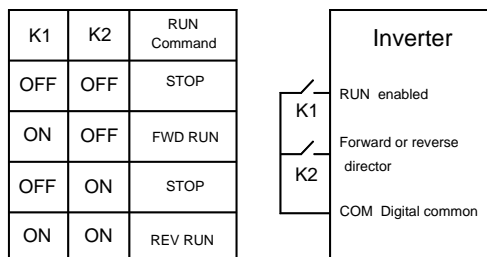 K1 K2 RUN
Command
OFF OFF STOP
ON OFF FWD RUN
OFF ON STOP
ON ON REV RUN
Inverter
K1
RUN enabled
K2
Forward or reverse
director
COM Digital common